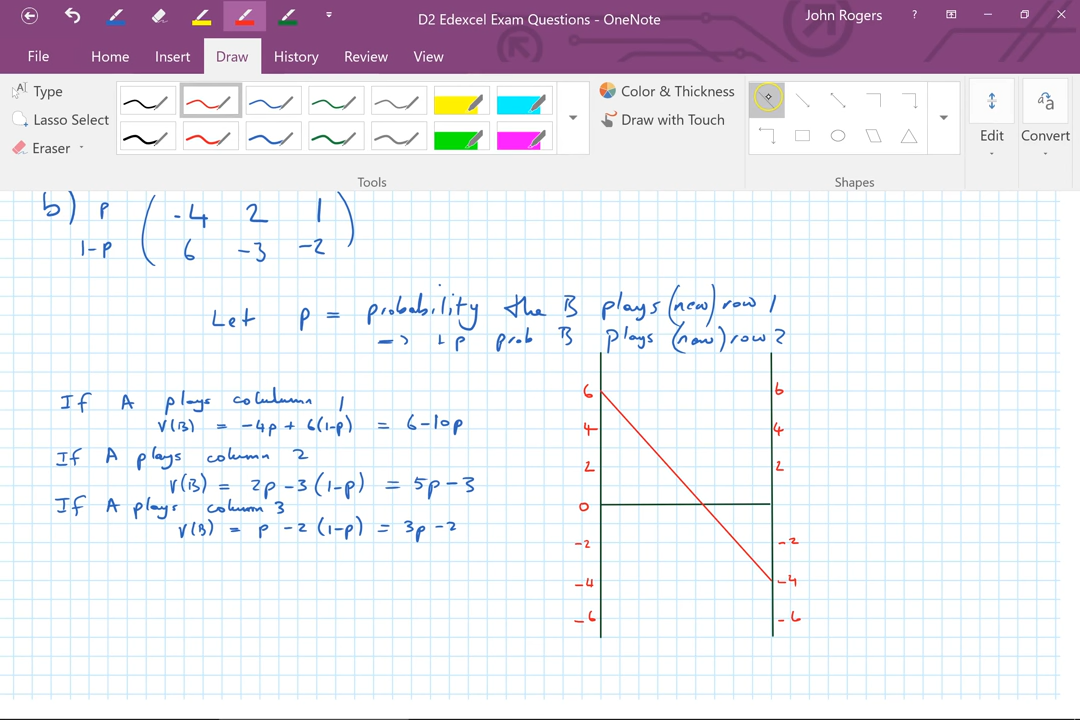 D2 Edexcel Exam Questions - OneNote
John Rogers
?
File Home Insert Draw History Review View
Type
Lasso Select
Eraser
Color & Thickness
Draw with Touch
Edit
Convert
Tools
Shapes
b) p ( -4 2 1 )
1-p ( 6 -3 -2 )
Let p = probability the B plays (new) row 1
→ 1-p prob B plays (new) row 2
If A plays colulumn 1
V(B) = -4p + 6(1-p) = 6-10p
If A plays column 2
V(B) = 2p -3(1-p) = 5p-3
If A plays column 3
V(B) = p -2(1-p) = 3p-2
6 6
4 4
2 2
0
-2 -2
-4 -4
-6 -6